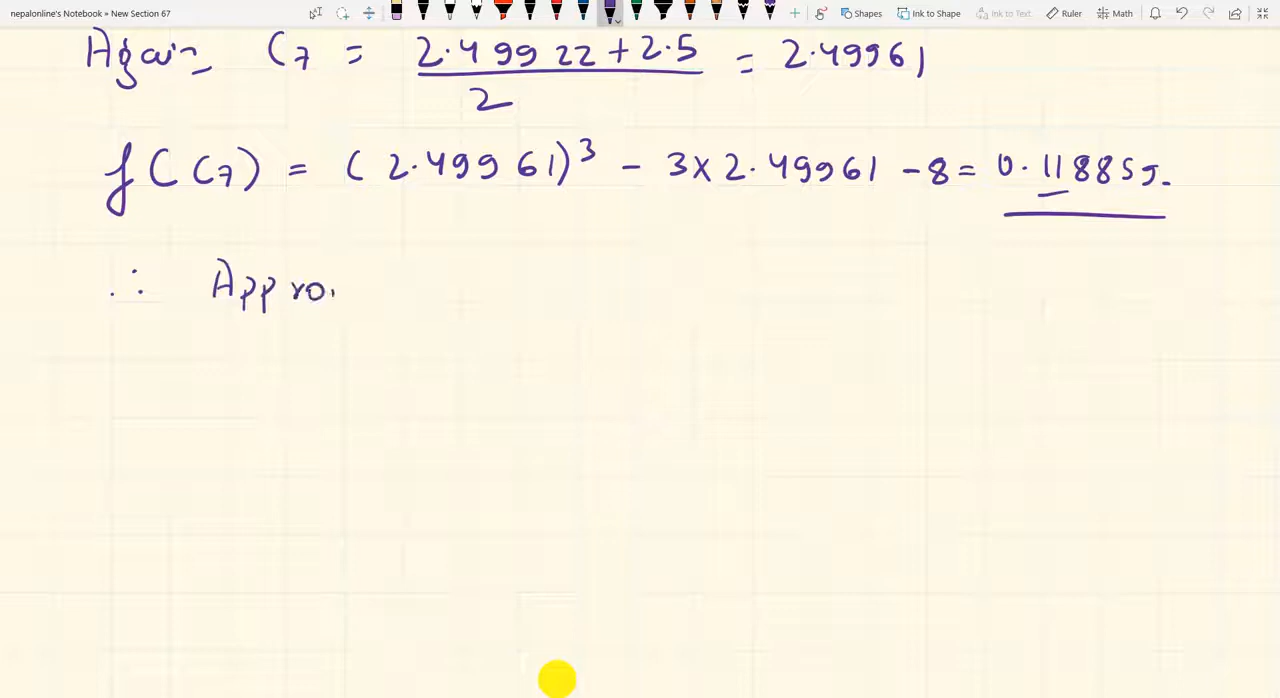 nepalonline's Notebook » New Section 67
Shapes Ink to Shape Ink to Text Ruler Math
Again C7 = 2.49922+2.5 / 2 = 2.49961
f(C7) = (2.49961)³ - 3×2.49961 -8 = 0.118855.
∴ Appro